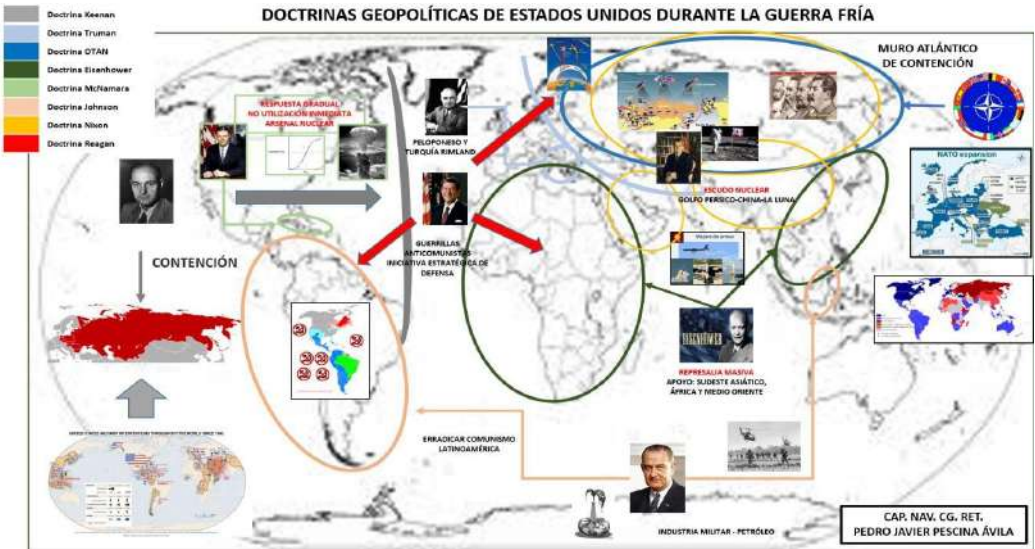 DOCTRINAS GEOPOLÍTICAS DE ESTADOS UNIDOS DURANTE LA GUERRA FRÍA
Doctrina Keenan
Doctrina Truman
Doctrina OTAN
Doctrina Eisenhower
Doctrina McNamara
Doctrina Johnson
Doctrina Nixon
Doctrina Reagan
MURO ATLÁNTICO
DE CONTENCIÓN
RESPUESTA GRADUAL
NO UTILIZACIÓN INMEDIATA
ARSENAL NUCLEAR
PELOPONESO Y
TURQUÍA RIMLAND
NATO expansion
ESCUDO NUCLEAR
GOLFO PERSICO-CHINA-LA LUNA
GUERRILLAS
ANTICOMUNISTAS
INICIATIVA ESTRATÉGICA DE
DEFENSA
CONTENCIÓN
EISENHOWER
REPRESALIA MASIVA
APOYO: SUDESTE ASIÁTICO,
ÁFRICA Y MEDIO ORIENTE
ERRADICAR COMUNISMO
LATINOAMÉRICA
INDUSTRIA MILITAR - PETRÓLEO
CAP. NAV. CG. RET.
PEDRO JAVIER PESCINA ÁVILA